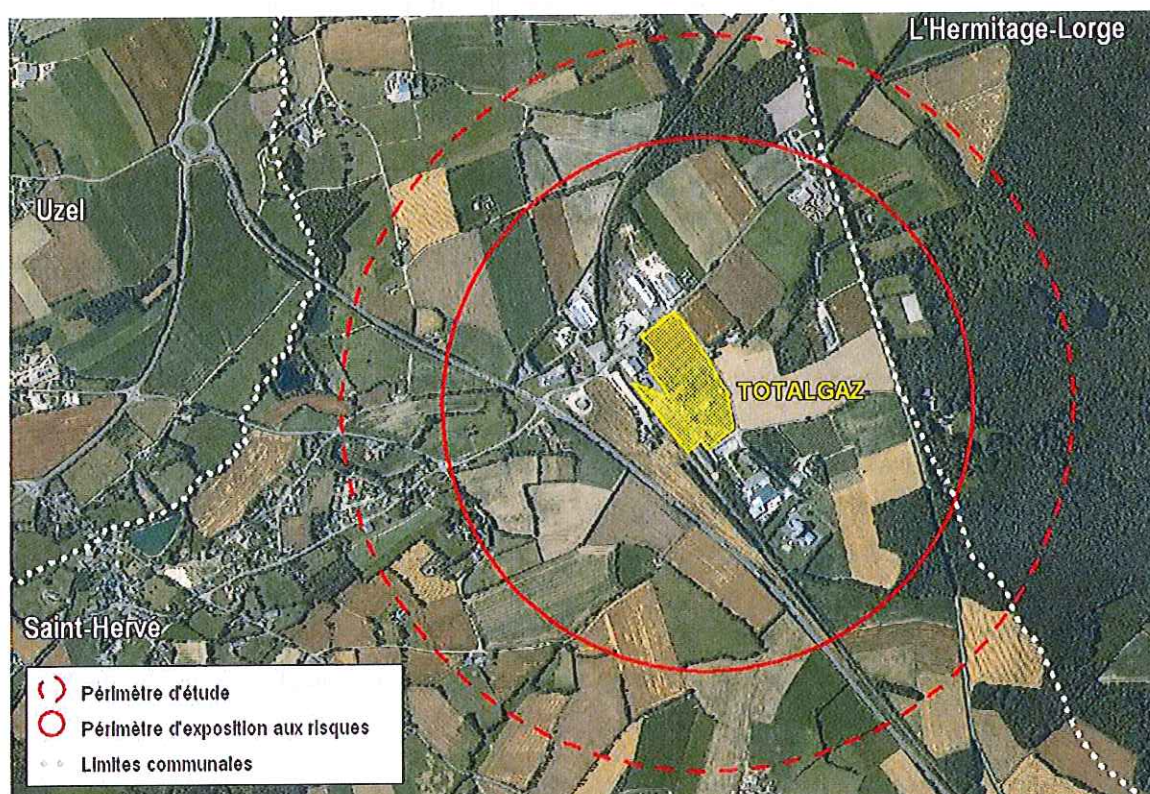 L'Hermitage-Lorge
Uzel
TOTALGAZ
Saint-Hervé
Périmètre d'étude
Périmètre d'exposition aux risques
Limites communales